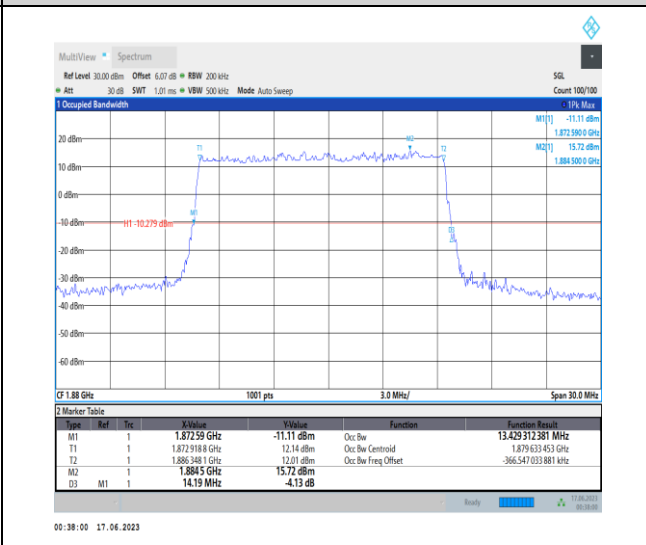 MultiView Spectrum
Ref Level 30.00 dBm Offset 6.07 dB RBW 200 kHz SGL
Att 30 dB SWT 1.01 ms VBW 500 kHz Mode Auto Sweep Count 100/100
1 Occupied Bandwidth 1Pk Max
M1[1] -11.11 dBm
1.872 590 0 GHz
M2[1] 15.72 dBm
1.884 500 0 GHz
20 dBm
T1
M2
T2
10 dBm
0 dBm
M1
-10 dBm
H1 -10.279 dBm
D3
-20 dBm
-30 dBm
-40 dBm
-50 dBm
-60 dBm
CF 1.88 GHz 1001 pts 3.0 MHz/ Span 30.0 MHz
2 Marker Table
Type Ref Trc X-Value Y-Value Function Function Result
M1 1 1.87259 GHz -11.11 dBm Occ Bw 13.429 312 381 MHz
T1 1 1.872 918 8 GHz 12.14 dBm Occ Bw Centroid 1.879 633 453 GHz
T2 1 1.886 348 1 GHz 12.01 dBm Occ Bw Freq Offset -366.547 033 881 kHz
M2 1 1.8845 GHz 15.72 dBm
D3 M1 1 14.19 MHz -4.13 dB
Ready 17.06.2023
00:38:00
00:38:00 17.06.2023